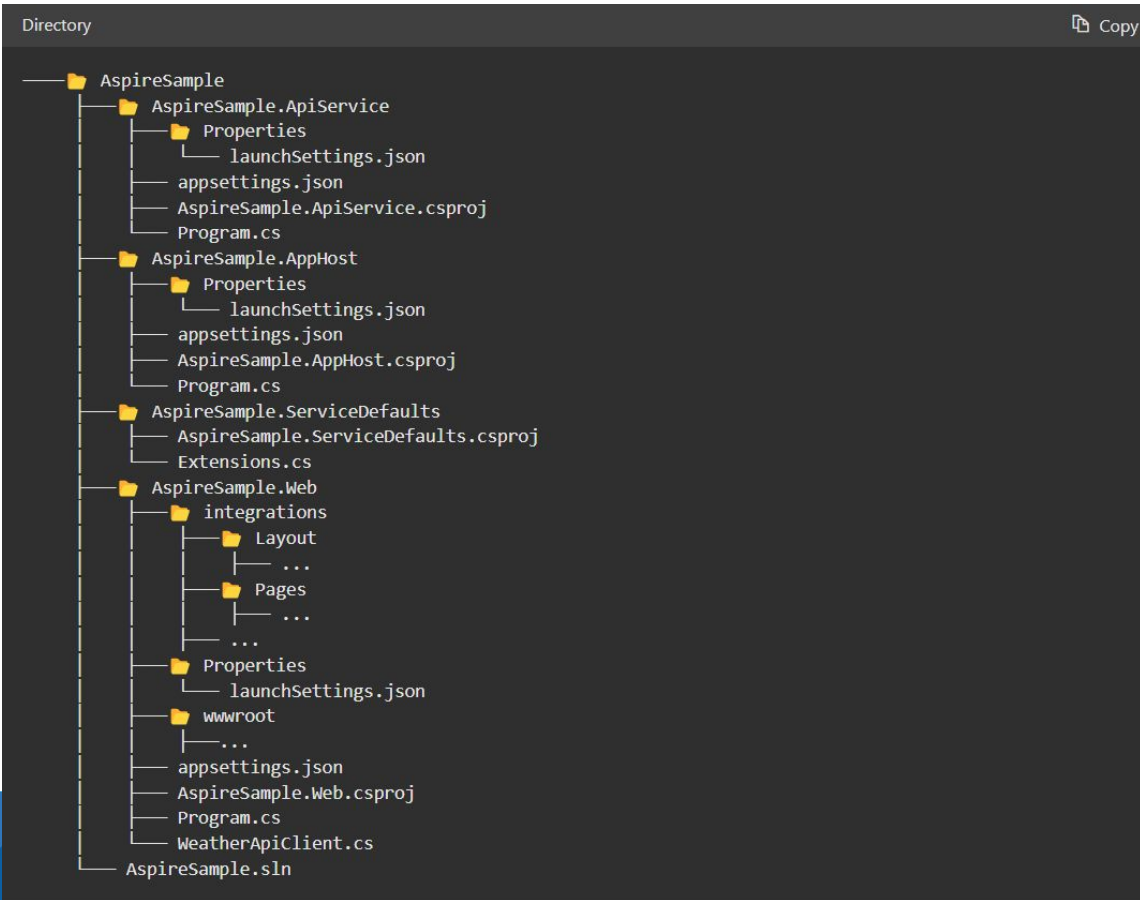 Directory
Copy
AspireSample
AspireSample.ApiService
Properties
launchSettings.json
appsettings.json
AspireSample.ApiService.csproj
Program.cs
AspireSample.AppHost
Properties
launchSettings.json
appsettings.json
AspireSample.AppHost.csproj
Program.cs
AspireSample.ServiceDefaults
AspireSample.ServiceDefaults.csproj
Extensions.cs
AspireSample.Web
integrations
Layout
...
Pages
...
...
Properties
launchSettings.json
wwwroot
...
appsettings.json
AspireSample.Web.csproj
Program.cs
WeatherApiClient.cs
AspireSample.sln